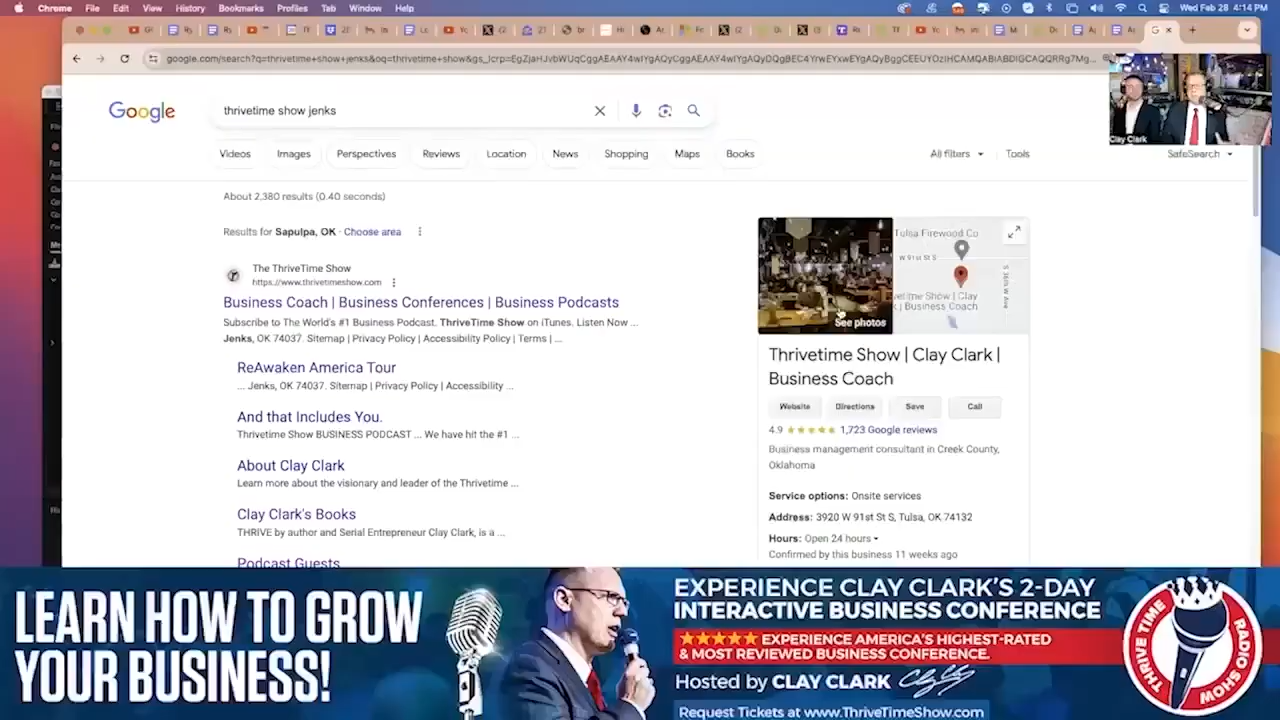 Chrome File Edit View History Bookmarks Profiles Tab Window Help
Wed Feb 28 4:14 PM
Google
thrivetime show jenks
Clay Clark
Videos Images Perspectives Reviews Location News Shopping Maps Books
All filters Tools SafeSearch
About 2,380 results (0.40 seconds)
Results for Sapulpa, OK · Choose area
The ThriveTime Show
https://www.thrivetimeshow.com
Business Coach | Business Conferences | Business Podcasts
Subscribe to The World's #1 Business Podcast. ThriveTime Show on iTunes. Listen Now ...
Jenks, OK 74037. Sitemap | Privacy Policy | Accessibility Policy | Terms | ...
ReAwaken America Tour
... Jenks, OK 74037. Sitemap | Privacy Policy | Accessibility ...
And that Includes You.
Thrivetime Show BUSINESS PODCAST ... We have hit the #1 ...
About Clay Clark
Learn more about the visionary and leader of the Thrivetime ...
Clay Clark's Books
THRIVE by author and Serial Entrepreneur Clay Clark, is a ...
Podcast Guests
See photos
Tulsa Firewood Co
W 91st St S
Thrivetime Show | Clay Clark |
Business Coach
Website Directions Save Call
4.9 1,723 Google reviews
Business management consultant in Creek County,
Oklahoma
Service options: Onsite services
Address: 3920 W 91st St S, Tulsa, OK 74132
Hours: Open 24 hours
Confirmed by this business 11 weeks ago
LEARN HOW TO GROW
YOUR BUSINESS!
EXPERIENCE CLAY CLARK'S 2-DAY
INTERACTIVE BUSINESS CONFERENCE
EXPERIENCE AMERICA'S HIGHEST-RATED
& MOST REVIEWED BUSINESS CONFERENCE.
Hosted by CLAY CLARK
Request Tickets at www.ThriveTimeShow.com
THRIVE TIME RADIO SHOW